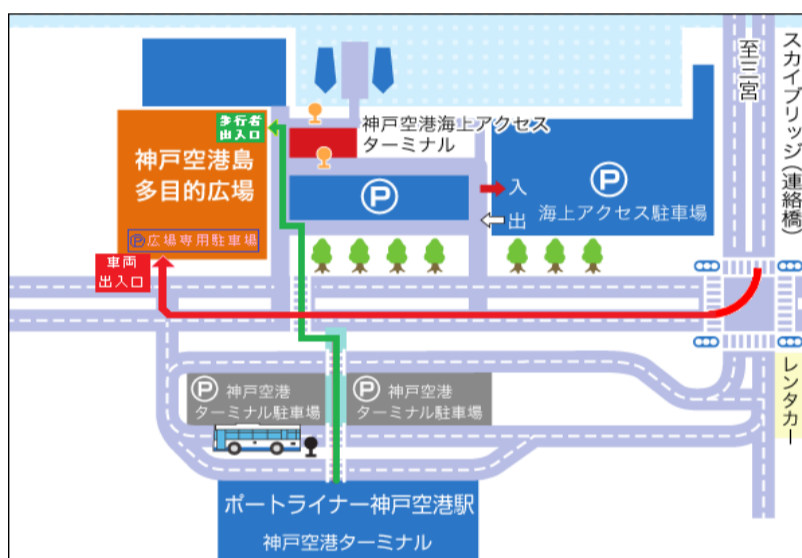 至三宮
スカイブリッジ(連絡橋)
多行者
出入口
神戸空港海上アクセス
ターミナル
神戸空港島
多目的広場
P
P
入
出
海上アクセス駐車場
P広場専用駐車場
車両
出入口
P 神戸空港
ターミナル駐車場
P 神戸空港
ターミナル駐車場
レンタカー
ポートライナー神戸空港駅
神戸空港ターミナル